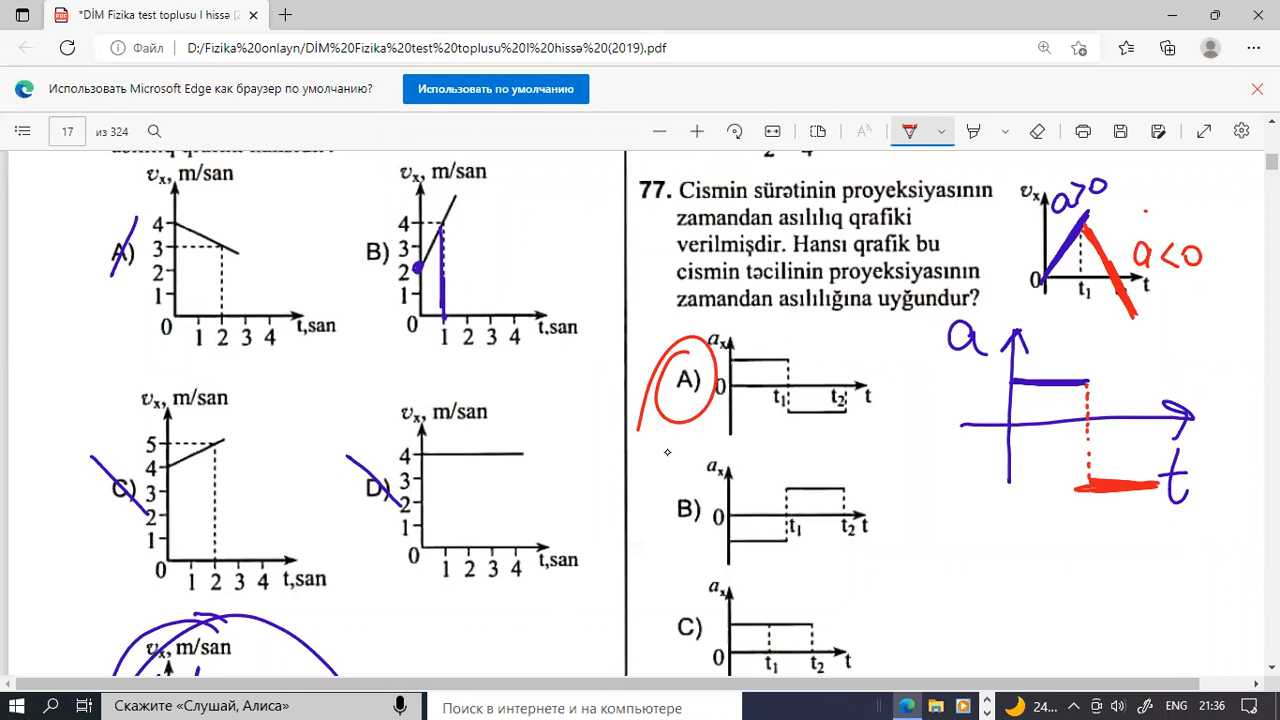 *DİM Fizika test toplusu I hissə (2
Файл
D:/Fizika%20onlayn/DİM%20Fizika%20test%20toplusu%20I%20hissə%20(2019).pdf
Использовать Microsoft Edge как браузер по умолчанию?
Использовать по умолчанию
17 из 324
υx, m/san
4
3
2
1
0 1 2 3 4 t,san
A)
υx, m/san
4
3
2
1
0 1 2 3 4 t,san
B)
υx, m/san
5
4
3
2
1
0 1 2 3 4 t,san
C)
υx, m/san
4
3
2
1
0 1 2 3 4 t,san
D)
υx, m/san
2 4
77. Cismin sürətinin proyeksiyasının
zamandan asılılıq qrafiki
verilmişdir. Hansı qrafik bu
cismin təcilinin proyeksiyasının
zamandan asılılığına uyğundur?
υx
a>0
a<0
0 t1 t
A) ax 0 t1 t2 t
a
t
B) ax 0 t1 t2 t
C) ax 0 t1 t2 t
Скажите «Слушай, Алиса»
Поиск в интернете и на компьютере
24...
ENG
21:36